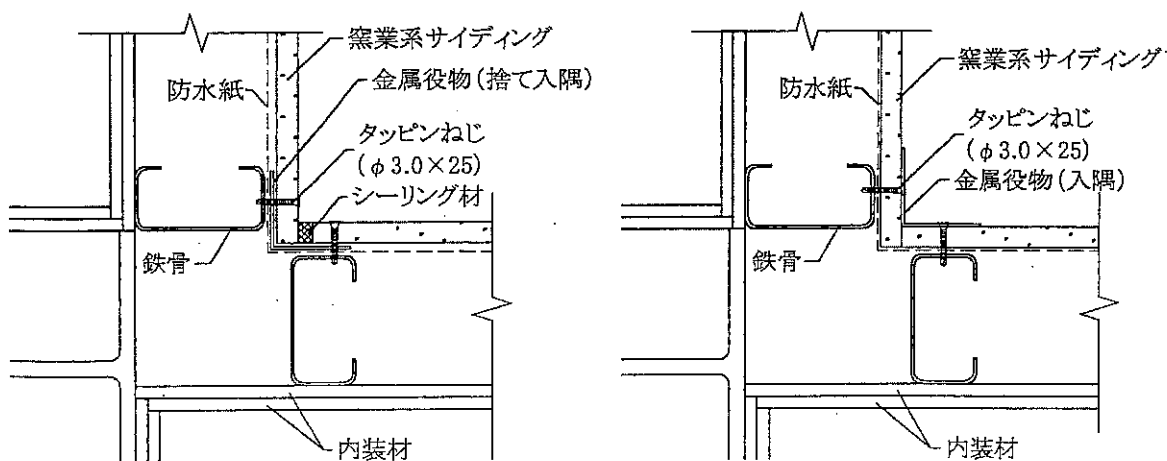 窯業系サイディング
金属役物(捨て入隅)
防水紙
タッピンねじ
(φ3.0×25)
シーリング材
鉄骨
内装材
窯業系サイディング
防水紙
タッピンねじ
(φ3.0×25)
金属役物(入隅)
鉄骨
内装材